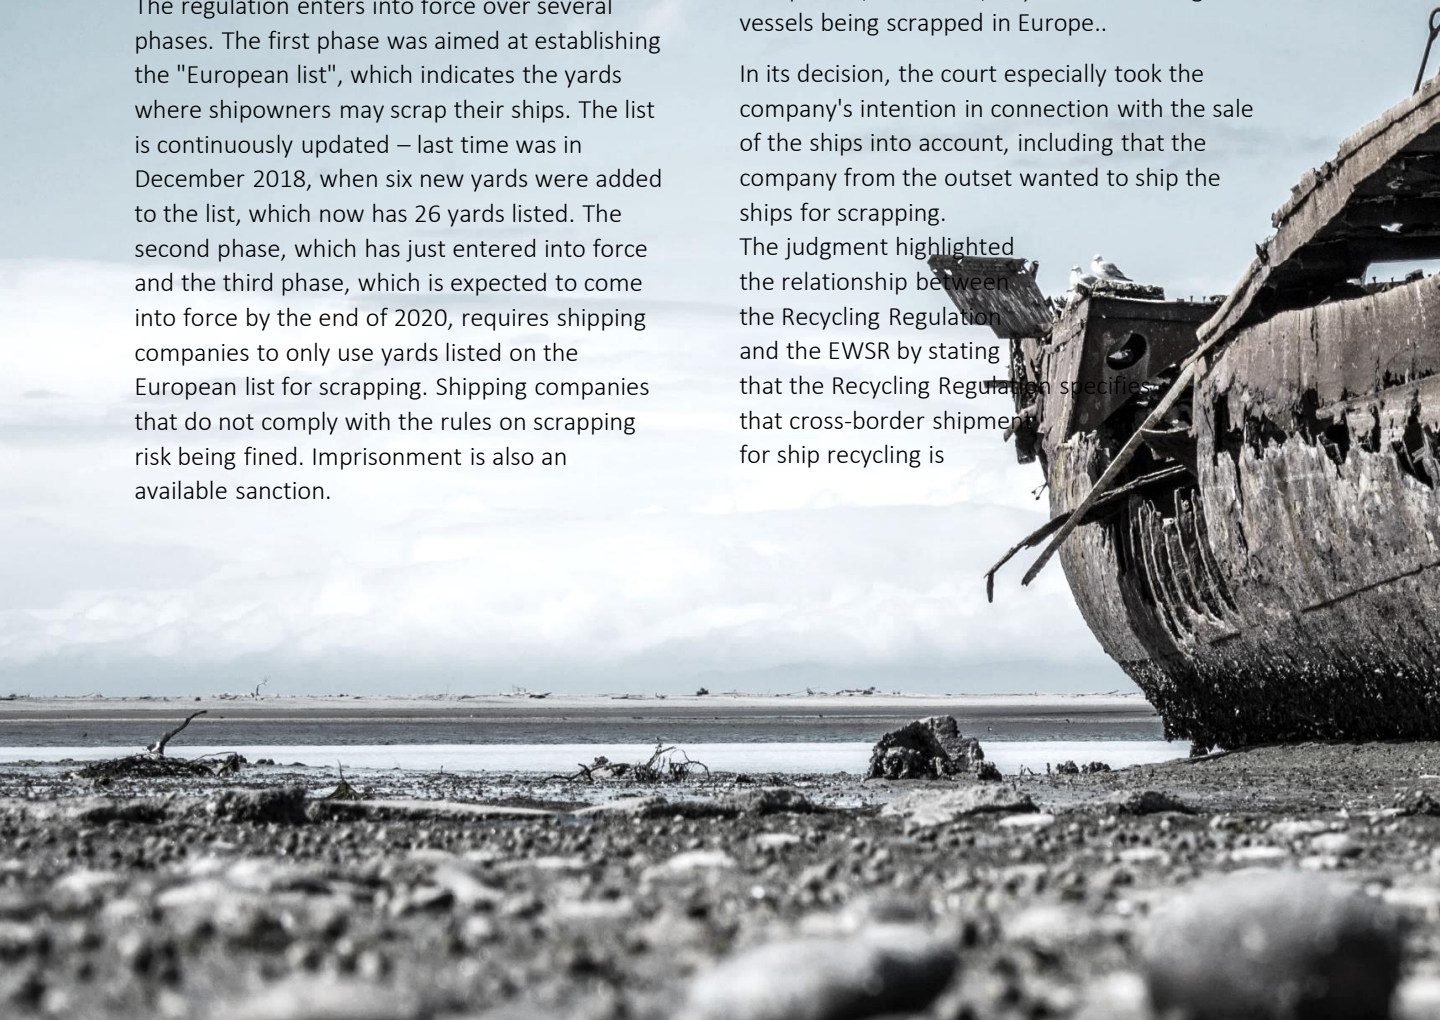 The regulation enters into force over several
phases. The first phase was aimed at establishing
the "European list", which indicates the yards
where shipowners may scrap their ships. The list
is continuously updated – last time was in
December 2018, when six new yards were added
to the list, which now has 26 yards listed. The
second phase, which has just entered into force
and the third phase, which is expected to come
into force by the end of 2020, requires shipping
companies to only use yards listed on the
European list for scrapping. Shipping companies
that do not comply with the rules on scrapping
risk being fined. Imprisonment is also an
available sanction.
vessels being scrapped in Europe..
In its decision, the court especially took the
company's intention in connection with the sale
of the ships into account, including that the
company from the outset wanted to ship the
ships for scrapping.
The judgment highlighted
the relationship between
the Recycling Regulation
and the EWSR by stating
that the Recycling Regulation specifies
that cross-border shipment
for ship recycling is